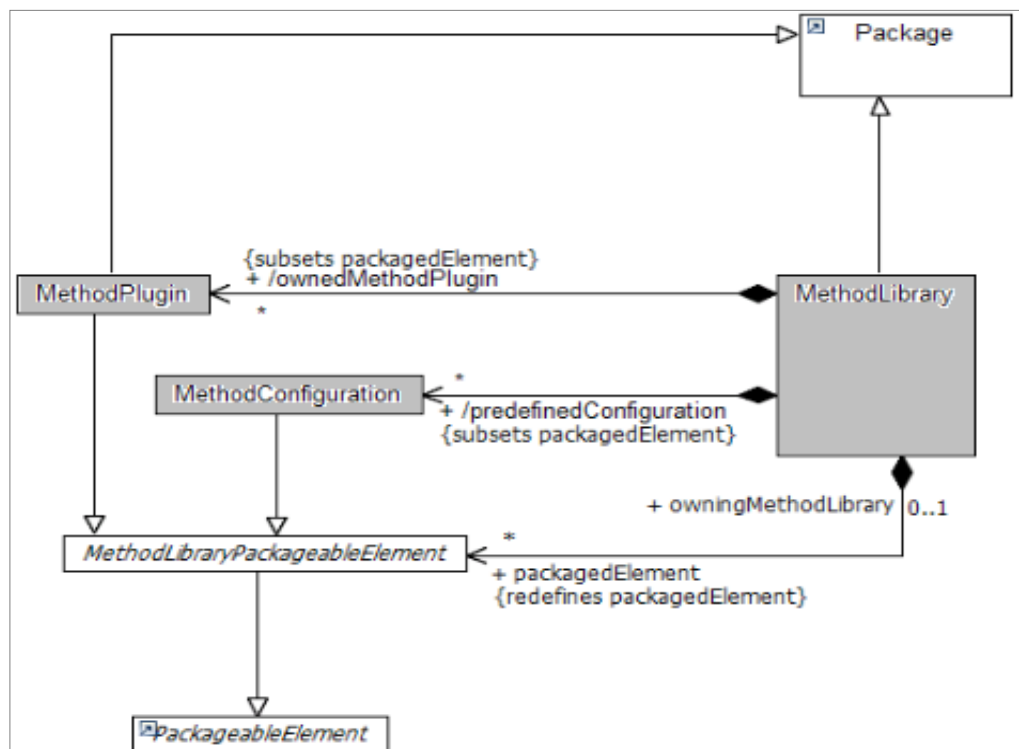 Package
{subsets packagedElement}
+ /ownedMethodPlugin
MethodPlugin
*
MethodLibrary
*
MethodConfiguration
+ /predefinedConfiguration
{subsets packagedElement}
+ owningMethodLibrary
0..1
*
MethodLibraryPackageableElement
+ packagedElement
{redefines packagedElement}
PackageableElement